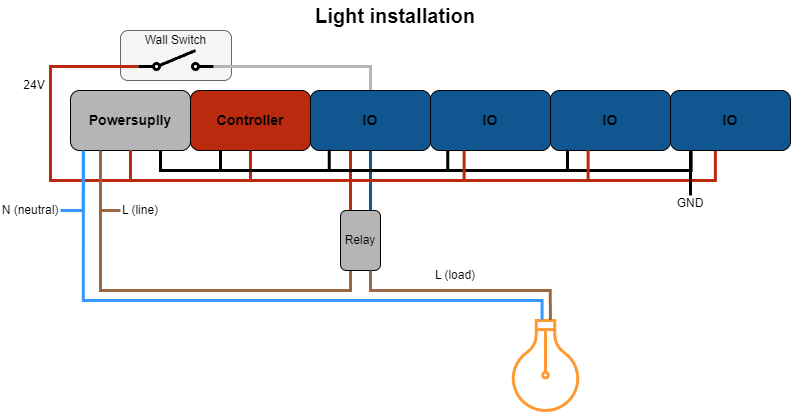 Light installation
Wall Switch
24V
Powersuplly
Controller
IO
IO
IO
IO
N (neutral)
L (line)
GND
Relay
L (load)